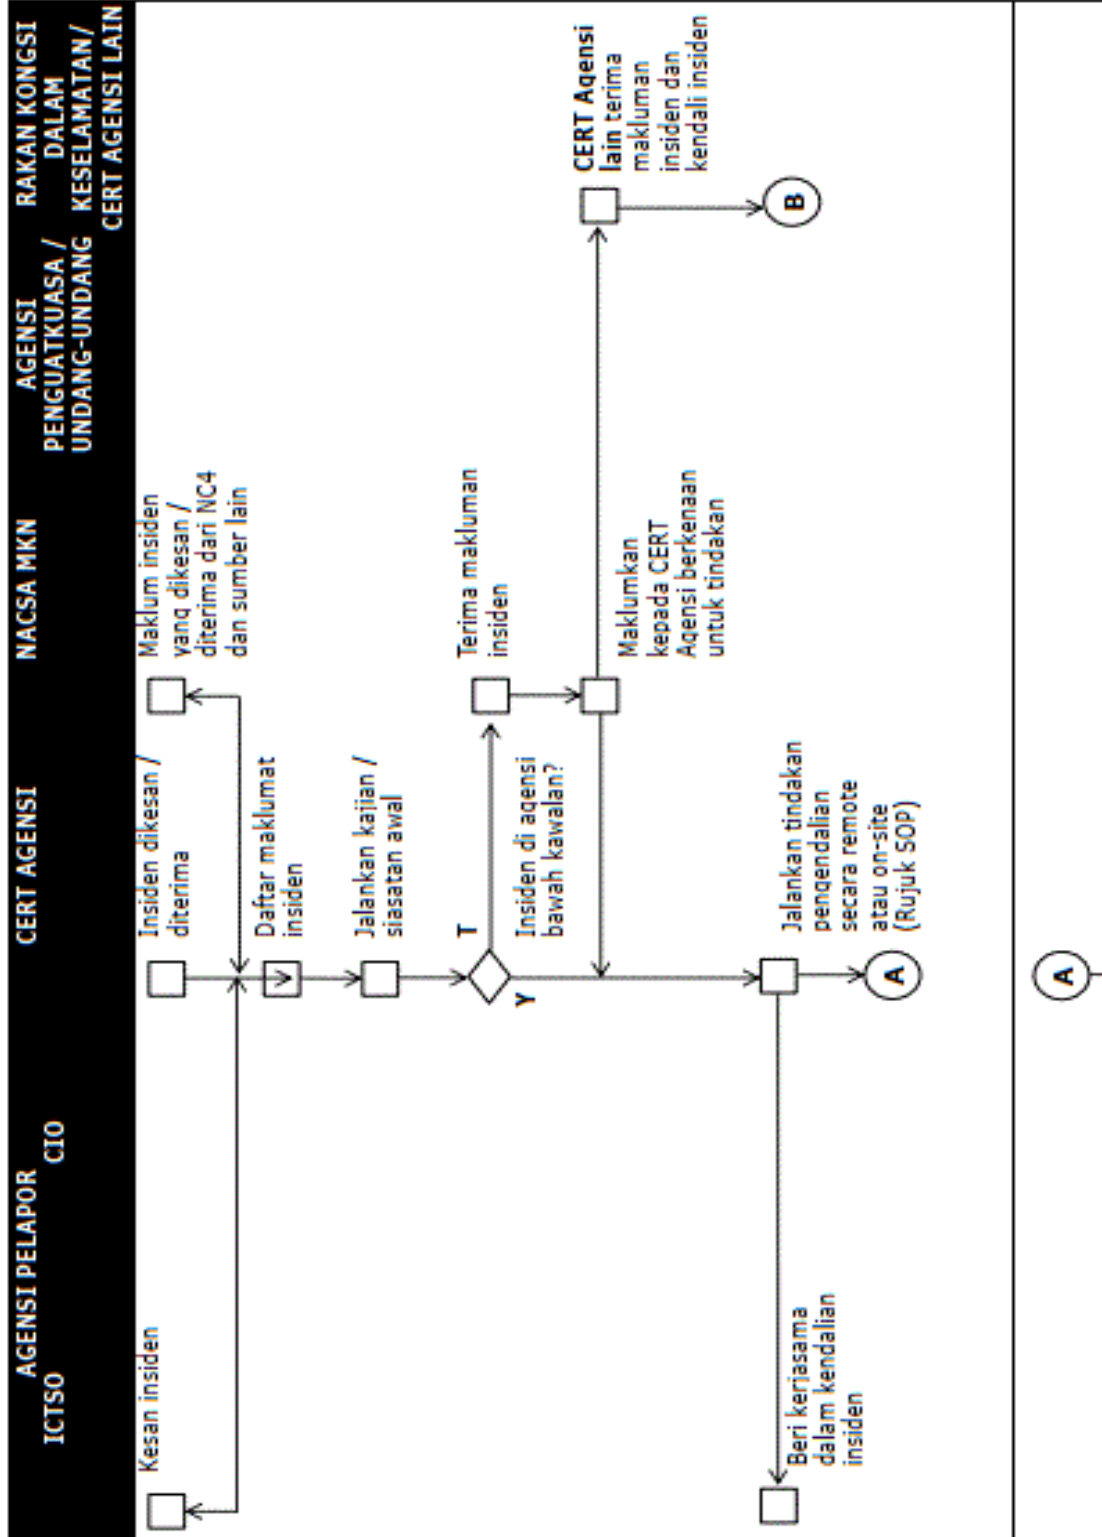 AGENSI PELAPOR
ICTSO
CIO
CERT AGENSI
NACSA MKN
AGENSI
PENGUATKUASA /
UNDANG-UNDANG
RAKAN KONGSI
DALAM
KESELAMATAN/
CERT AGENSI LAIN
Kesan insiden
Insiden dikesan /
diterima
Maklum insiden
yang dikesan /
diterima dari NC4
dan sumber lain
Daftar maklumat
insiden
Jalankan kajian /
siasatan awal
T
Y
Insiden di agensi
bawah kawalan?
Terima makluman
insiden
Maklumkan
kepada CERT
Agensi berkenaan
untuk tindakan
CERT Agensi
lain terima
makluman
insiden dan
kendali insiden
B
Beri kerjasama
dalam kendalian
insiden
Jalankan tindakan
pengendalian
secara remote
atau on-site
(Rujuk SOP)
A
A